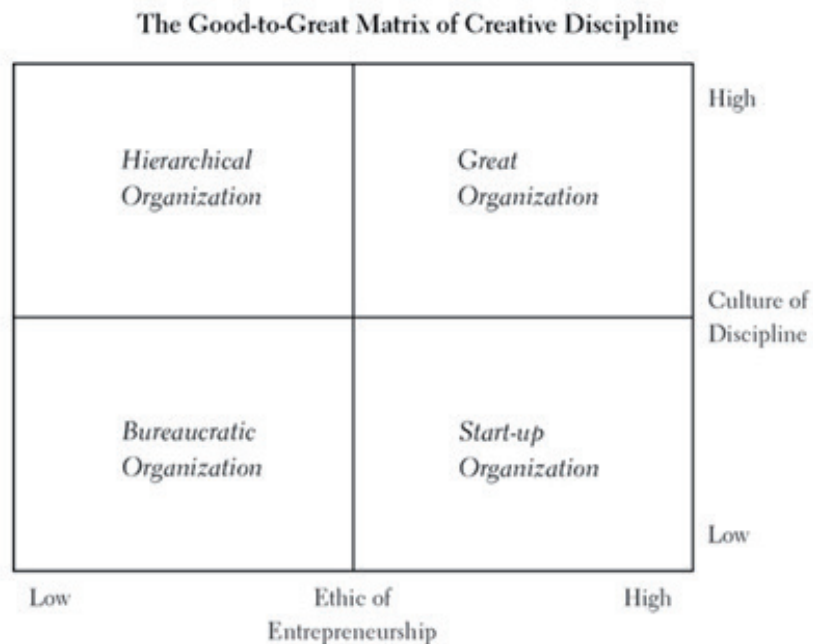 The Good-to-Great Matrix of Creative Discipline
High
Hierarchical
Organization
Great
Organization
Culture of
Discipline
Bureaucratic
Organization
Start-up
Organization
Low
Low
Ethic of
Entrepreneurship
High